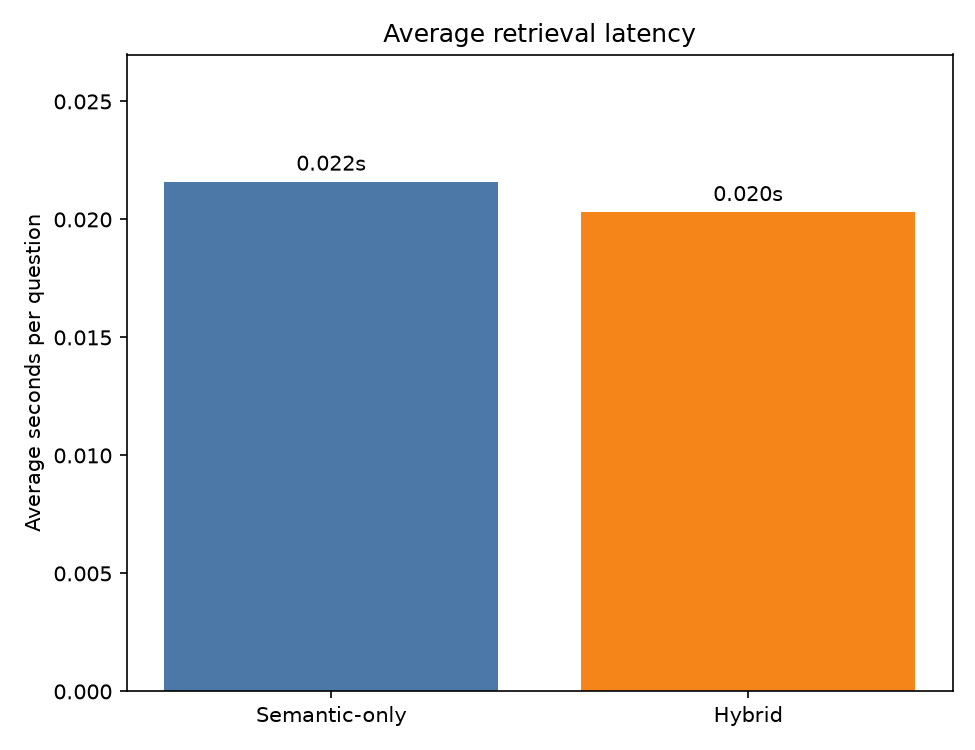 Average retrieval latency
Average seconds per question
0.025
0.020
0.015
0.010
0.005
0.000
0.022s
0.020s
Semantic-only
Hybrid